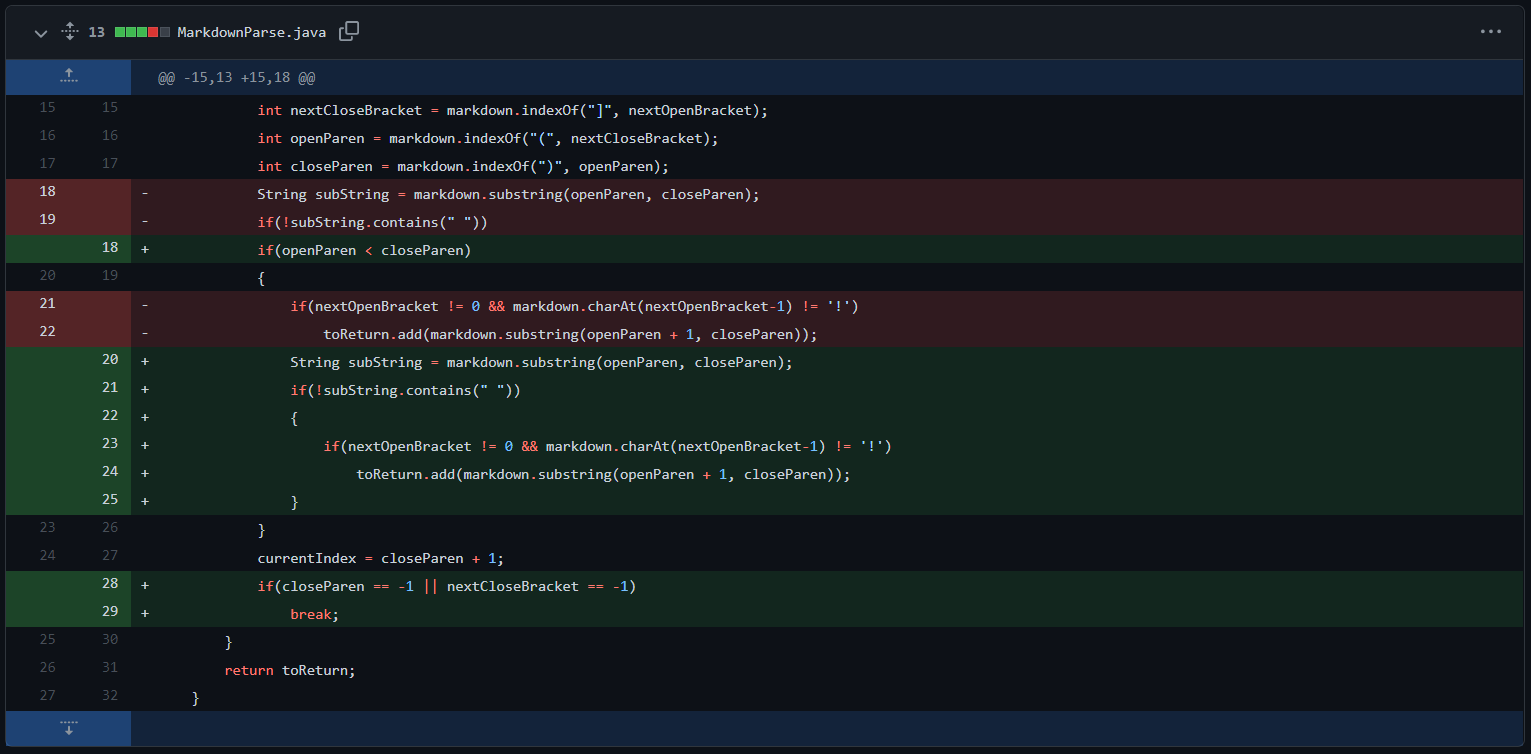 13 MarkdownParse.java
@@ -15,13 +15,18 @@
15 15 int nextCloseBracket = markdown.indexOf("]", nextOpenBracket);
16 16 int openParen = markdown.indexOf("(", nextCloseBracket);
17 17 int closeParen = markdown.indexOf(")", openParen);
18 - String subString = markdown.substring(openParen, closeParen);
19 - if(!subString.contains(" "))
18 + if(openParen < closeParen)
20 19 {
21 - if(nextOpenBracket != 0 && markdown.charAt(nextOpenBracket-1) != '!')
22 - toReturn.add(markdown.substring(openParen + 1, closeParen));
20 + String subString = markdown.substring(openParen, closeParen);
21 + if(!subString.contains(" "))
22 + {
23 + if(nextOpenBracket != 0 && markdown.charAt(nextOpenBracket-1) != '!')
24 + toReturn.add(markdown.substring(openParen + 1, closeParen));
25 + }
23 26 }
24 27 currentIndex = closeParen + 1;
28 + if(closeParen == -1 || nextCloseBracket == -1)
29 + break;
25 30 }
26 31 return toReturn;
27 32 }